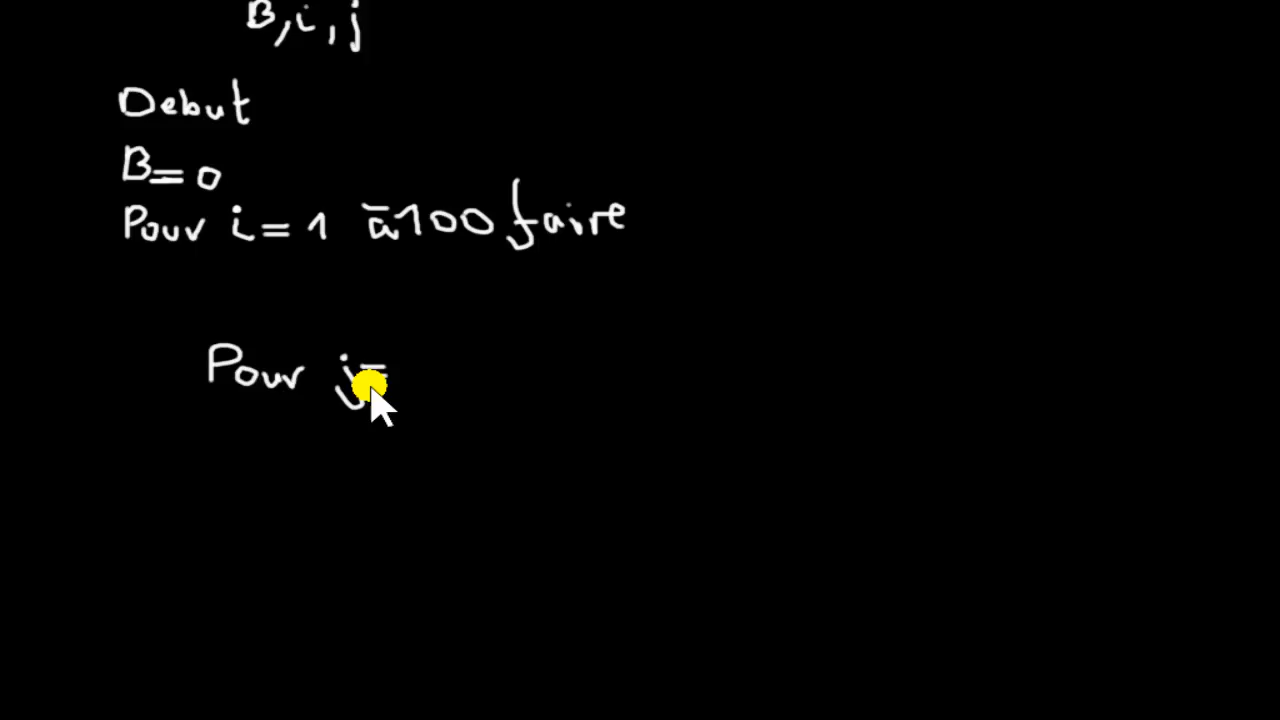 B, i, j
Debut
B=0
Pour i=1 à 100 faire
Pour j=